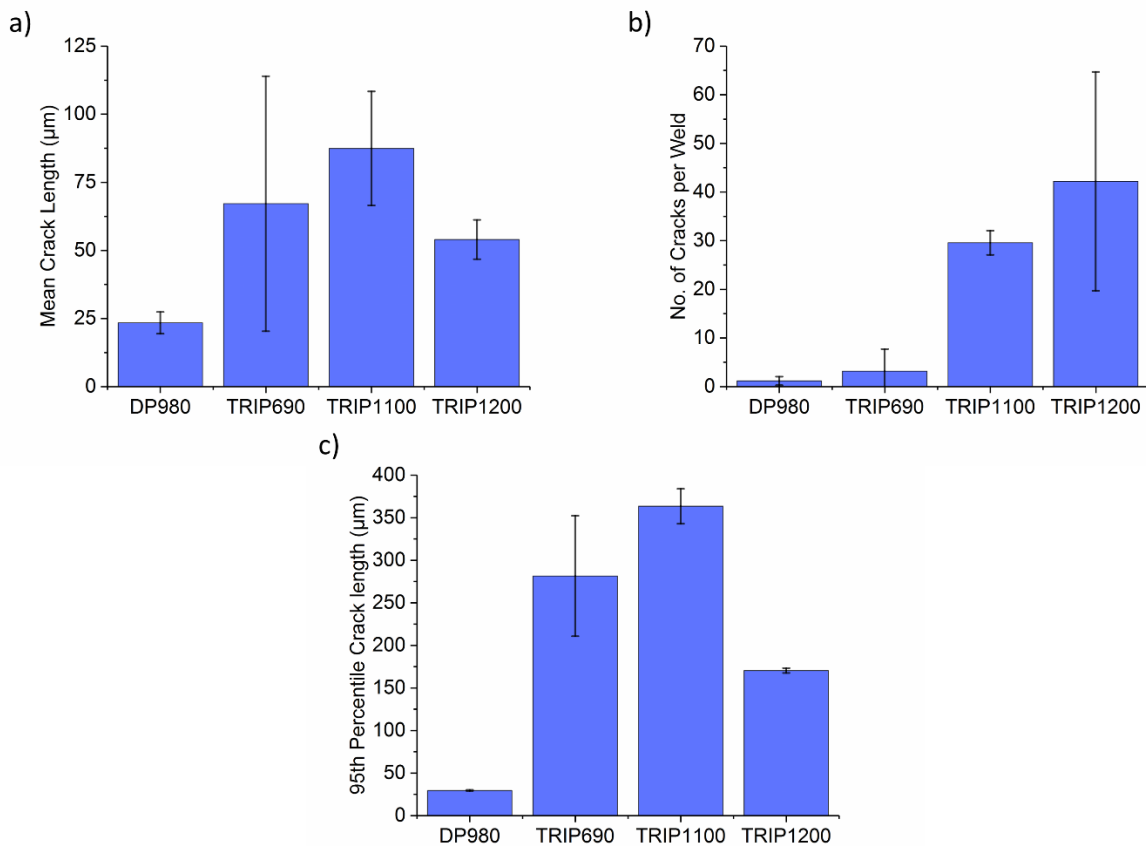 a)
Mean Crack Length (µm)
125
100
75
50
25
0
DP980 TRIP690 TRIP1100 TRIP1200
b)
No. of Cracks per Weld
70
60
50
40
30
20
10
0
DP980 TRIP690 TRIP1100 TRIP1200
c)
95th Percentile Crack length (µm)
400
350
300
250
200
150
100
50
0
DP980 TRIP690 TRIP1100 TRIP1200